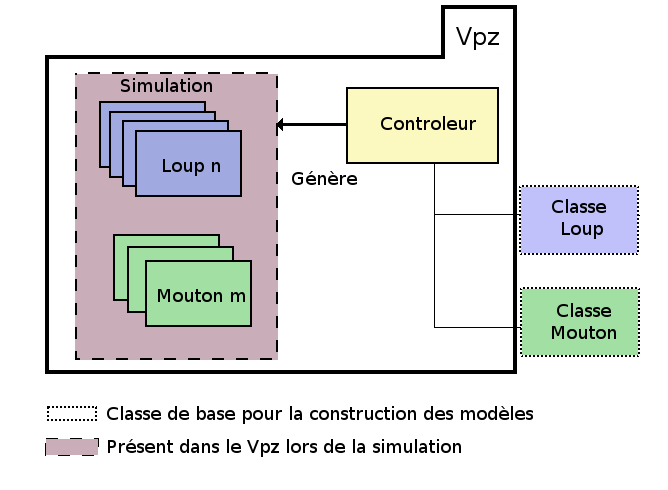 Vpz
Simulation
Loup n
Mouton m
Controleur
Génère
Classe
Loup
Classe
Mouton
Classe de base pour la construction des modèles
Présent dans le Vpz lors de la simulation